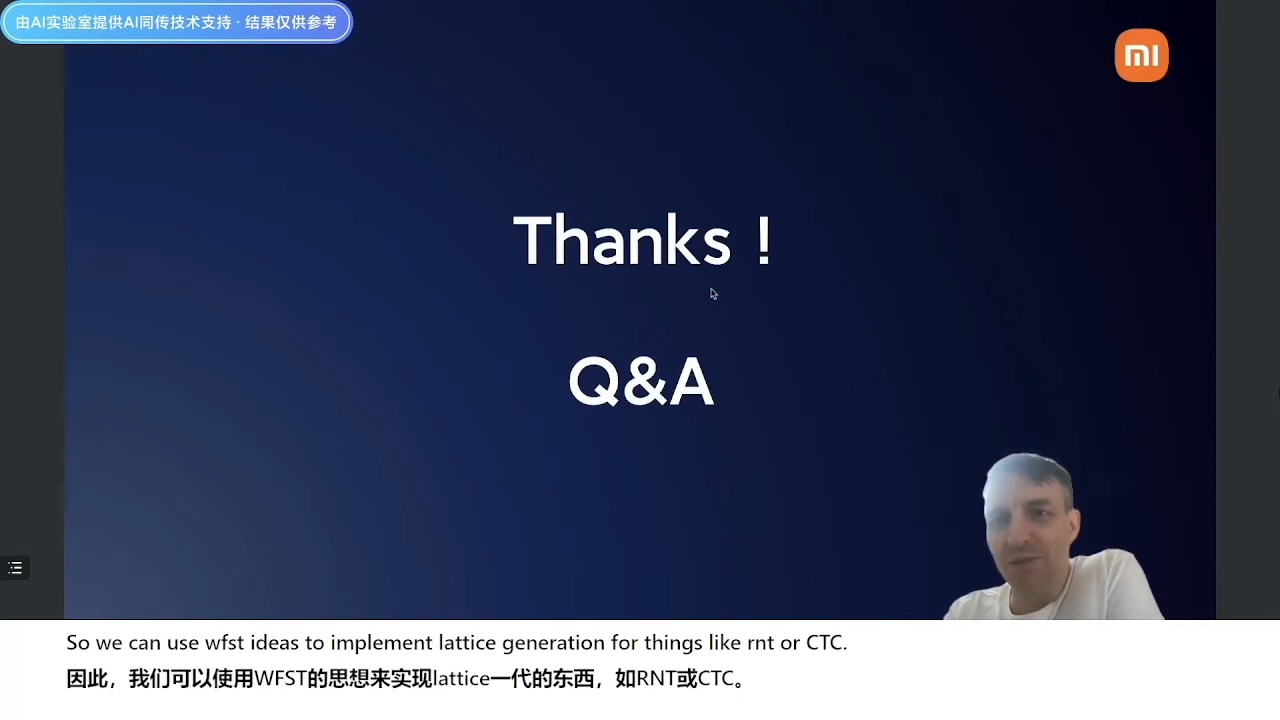 由AI实验室提供AI同传技术支持 · 结果仅供参考
mi
Thanks !
Q&A
So we can use wfst ideas to implement lattice generation for things like rnt or CTC.
因此，我们可以使用WFST的思想来实现lattice一代的东西，如RNT或CTC。